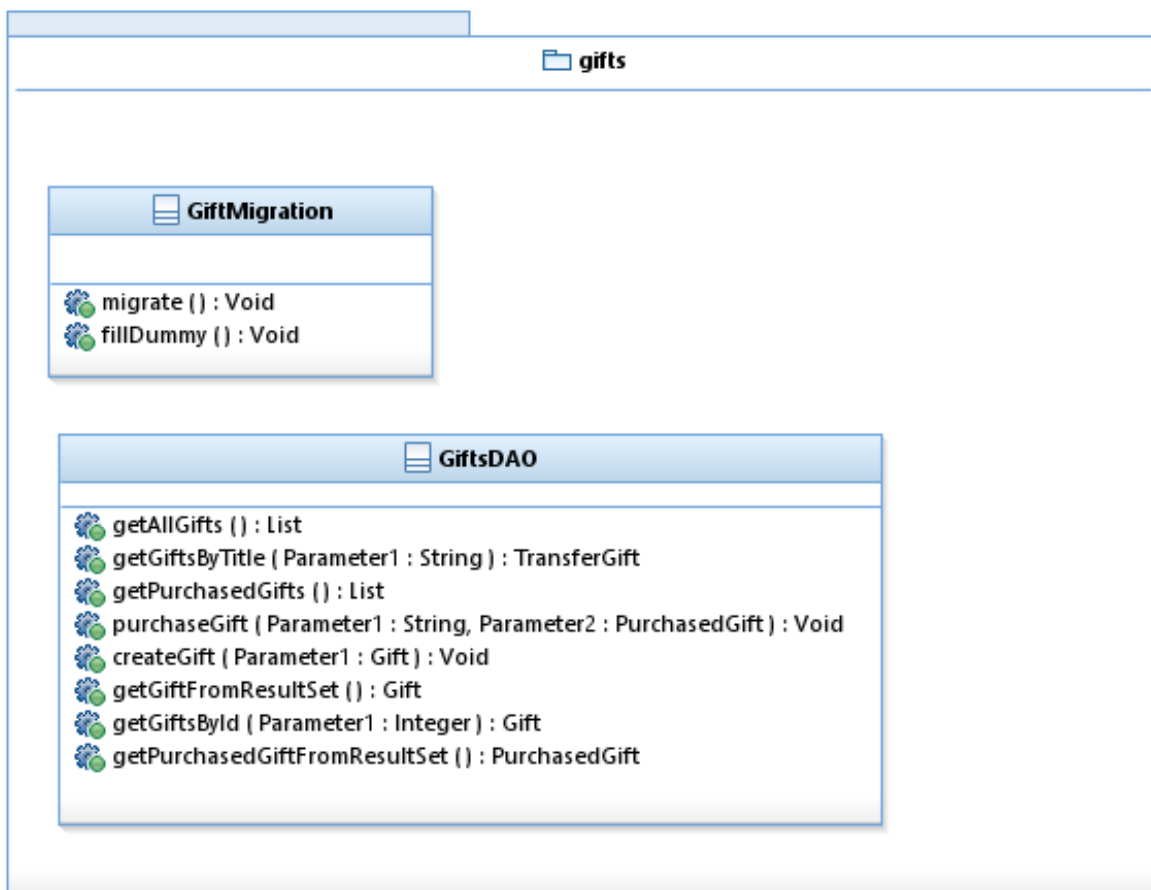 gifts
GiftMigration
migrate () : Void
fillDummy () : Void
GiftsDAO
getAllGifts () : List
getGiftsByTitle ( Parameter1 : String ) : TransferGift
getPurchasedGifts () : List
purchaseGift ( Parameter1 : String, Parameter2 : PurchasedGift ) : Void
createGift ( Parameter1 : Gift ) : Void
getGiftFromResultSet () : Gift
getGiftsById ( Parameter1 : Integer ) : Gift
getPurchasedGiftFromResultSet () : PurchasedGift